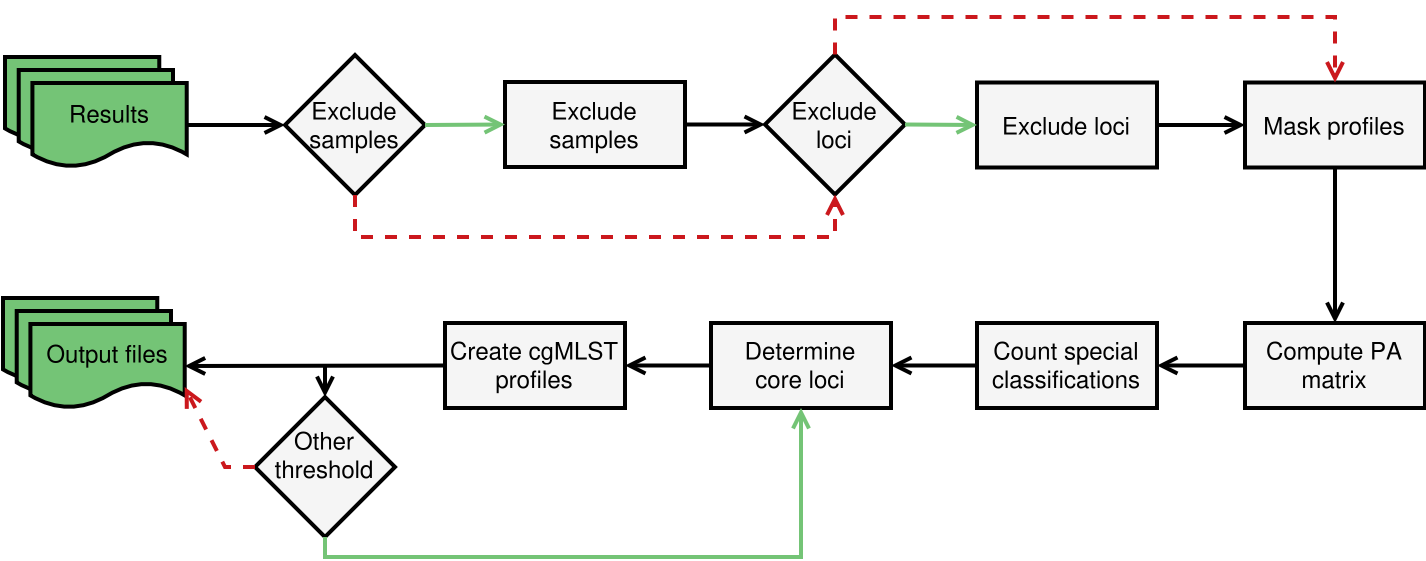 Results
Exclude
samples
Exclude
samples
Exclude
loci
Exclude loci
Mask profiles
Output files
Create cgMLST
profiles
Determine
core loci
Count special
classifications
Compute PA
matrix
Other
threshold